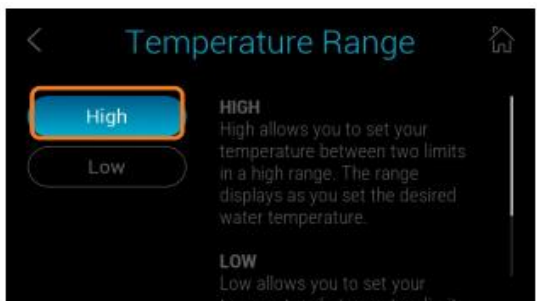 Temperature Range
High
Low
HIGH
High allows you to set your
temperature between two limits
in a high range. The range
displays as you set the desired
water temperature.
LOW
Low allows you to set your